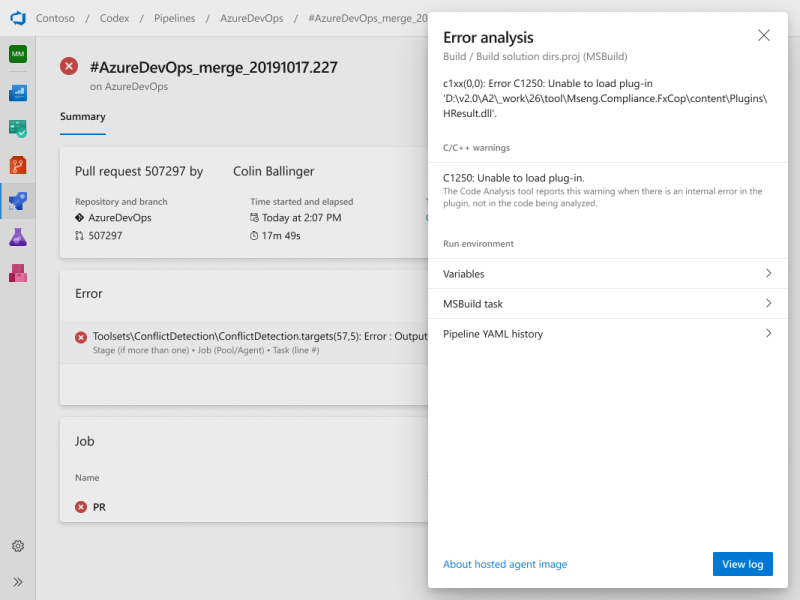 Contoso / Codex / Pipelines / AzureDevOps / #AzureDevOps_merge_20
MM
#AzureDevOps_merge_20191017.227
on AzureDevOps
Summary
Pull request 507297 by Colin Ballinger
Repository and branch
Time started and elapsed
AzureDevOps
Today at 2:07 PM
507297
17m 49s
Error
Toolsets\ConflictDetection\ConflictDetection.targets(57,5): Error : Output
Stage (if more than one) • Job (Pool/Agent) • Task (line #)
Job
Name
PR
Error analysis
Build / Build solution dirs.proj (MSBuild)
c1xx(0,0): Error C1250: Unable to load plug-in
'D:\v2.0\A2\_work\26\tool\Mseng.Compliance.FxCop\content\Plugins\
HResult.dll'.
C/C++ warnings
C1250: Unable to load plug-in.
The Code Analysis tool reports this warning when there is an internal error in the
plugin, not in the code being analyzed.
Run environment
Variables
MSBuild task
Pipeline YAML history
About hosted agent image
View log